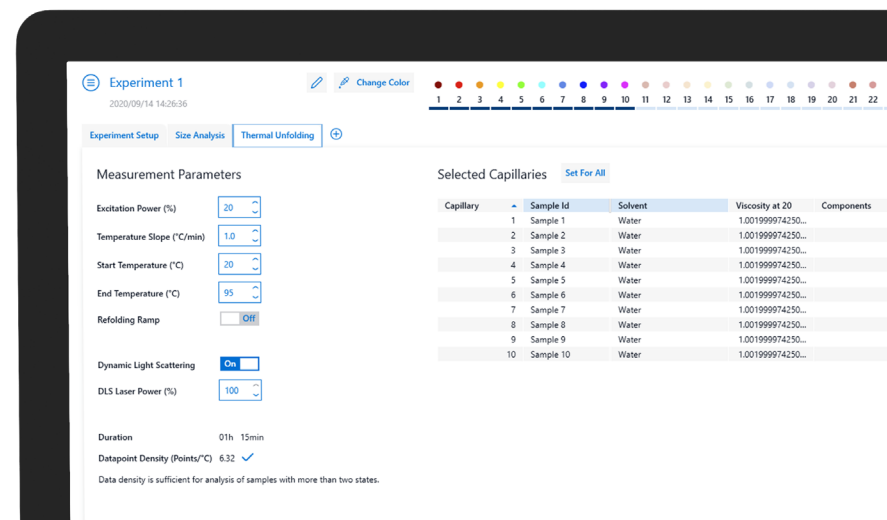 Experiment 1
Change Color
2020/09/14 14:26:36
1 2 3 4 5 6 7 8 9 10 11 12 13 14 15 16 17 18 19 20 21 22
Experiment Setup Size Analysis Thermal Unfolding
Measurement Parameters
Excitation Power (%) 20
Temperature Slope (°C/min) 1.0
Start Temperature (°C) 20
End Temperature (°C) 95
Refolding Ramp Off
Dynamic Light Scattering On
DLS Laser Power (%) 100
Duration 01h 15min
Datapoint Density (Points/°C) 6.32
Data density is sufficient for analysis of samples with more than two states.
Selected Capillaries Set For All
Capillary Sample Id Solvent Viscosity at 20 Components
1 Sample 1 Water 1.001999974250...
2 Sample 2 Water 1.001999974250...
3 Sample 3 Water 1.001999974250...
4 Sample 4 Water 1.001999974250...
5 Sample 5 Water 1.001999974250...
6 Sample 6 Water 1.001999974250...
7 Sample 7 Water 1.001999974250...
8 Sample 8 Water 1.001999974250...
9 Sample 9 Water 1.001999974250...
10 Sample 10 Water 1.001999974250...